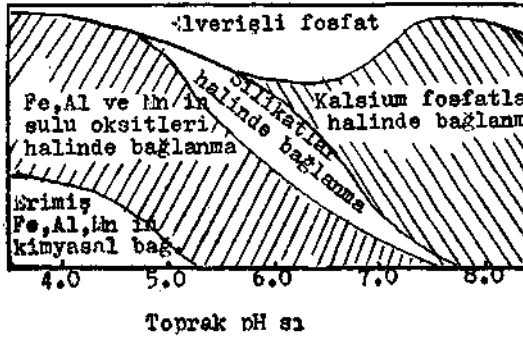 Elverişli fosfat
Fe,Al ve Mn in
sulu oksitleri
halinde bağlanma
Silikatlar
halinde bağlanma
Kalsium fosfatla
halinde bağlanm
Erimiş
Fe,Al,Mn in
kimyasal bağ.
4.0 5.0 6.0 7.0 8.0
Toprak pH sı